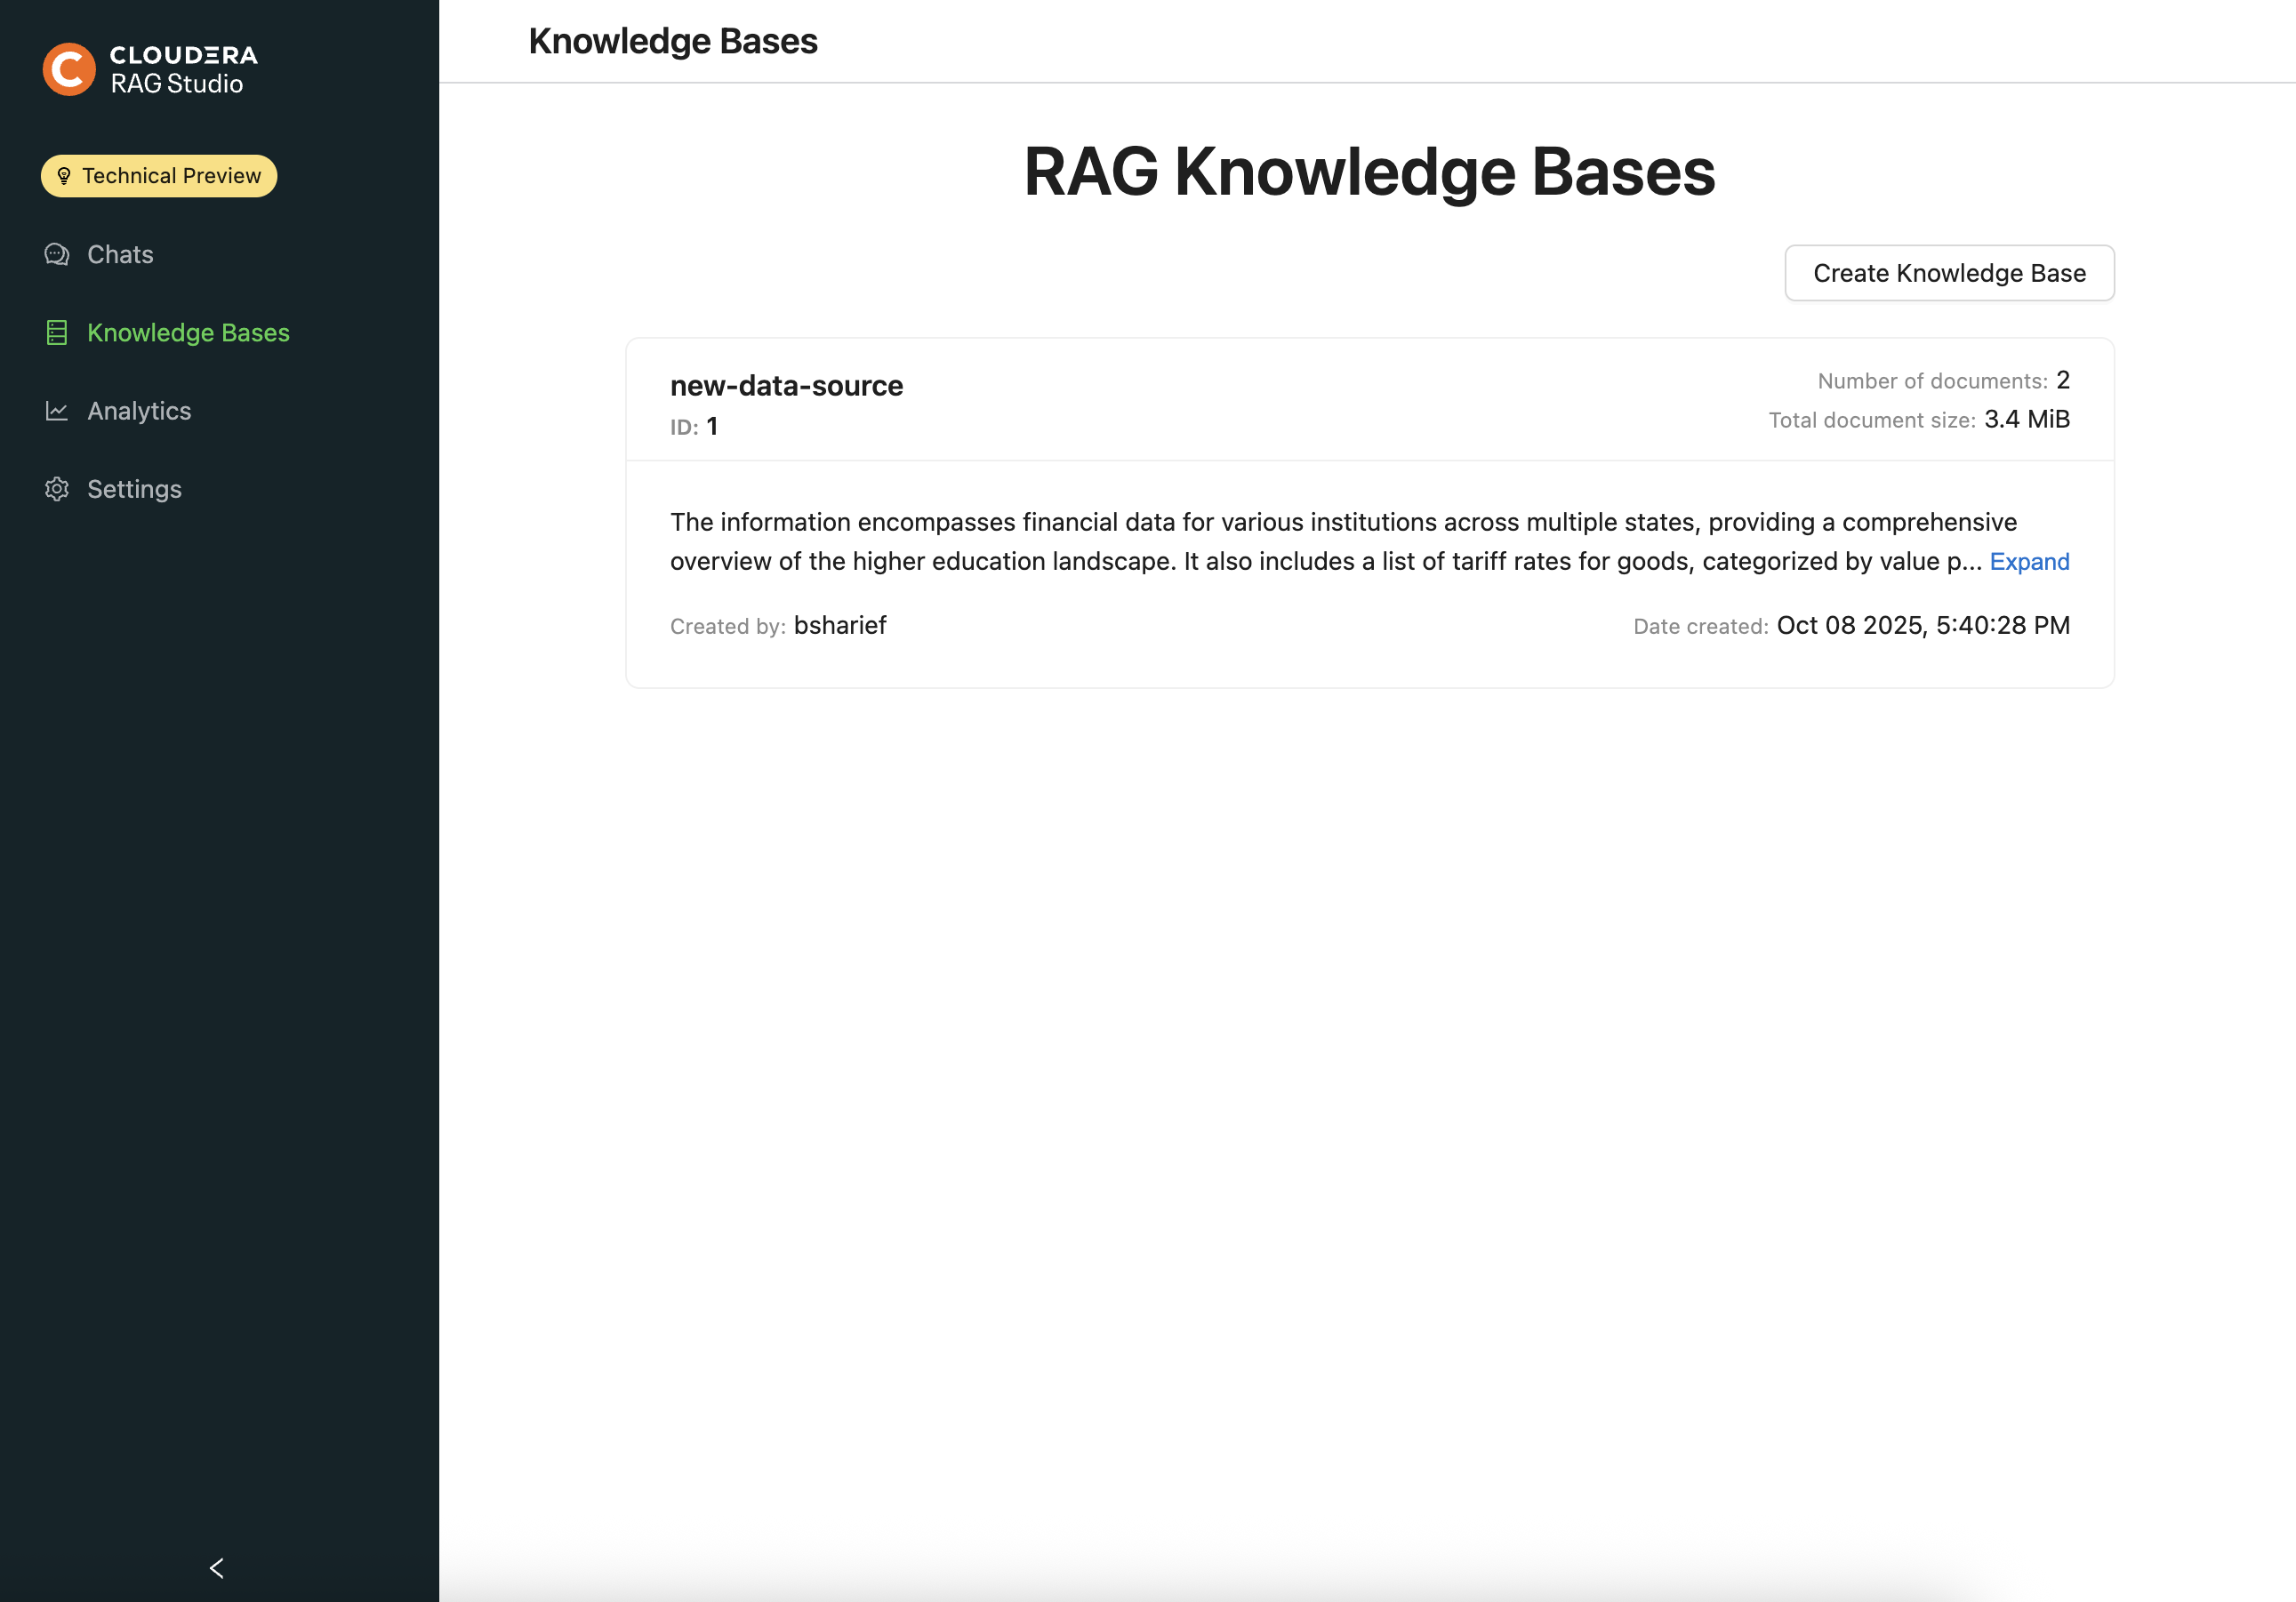 CLOUDERA
RAG Studio
Technical Preview
Chats
Knowledge Bases
Analytics
Settings
Knowledge Bases
RAG Knowledge Bases
Create Knowledge Base
new-data-source
ID: 1
Number of documents: 2
Total document size: 3.4 MiB
The information encompasses financial data for various institutions across multiple states, providing a comprehensive
overview of the higher education landscape. It also includes a list of tariff rates for goods, categorized by value p... Expand
Created by: bsharief
Date created: Oct 08 2025, 5:40:28 PM